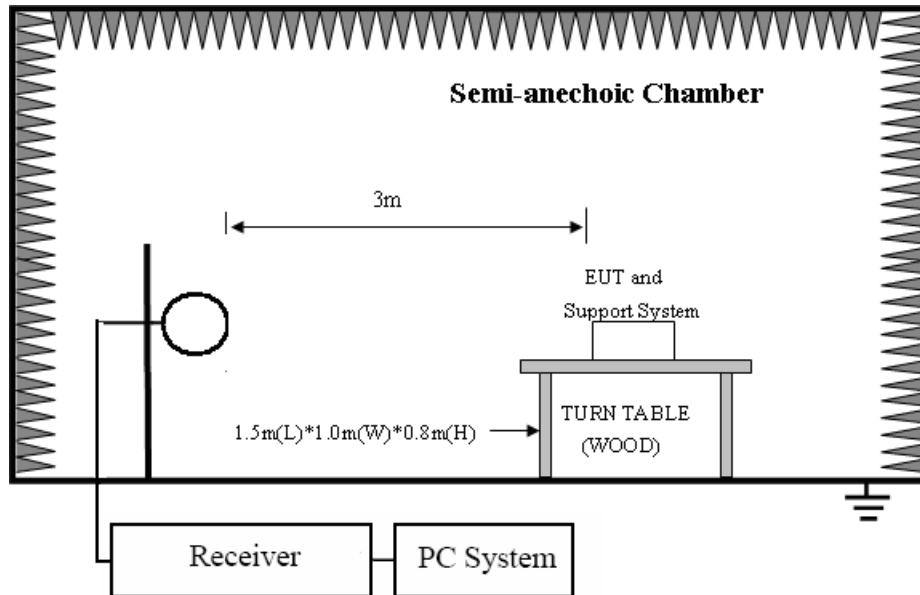 Semi-anechoic Chamber
3m
EUT and
Support System
1.5m(L)*1.0m(W)*0.8m(H)
TURN TABLE
(WOOD)
Receiver
PC System